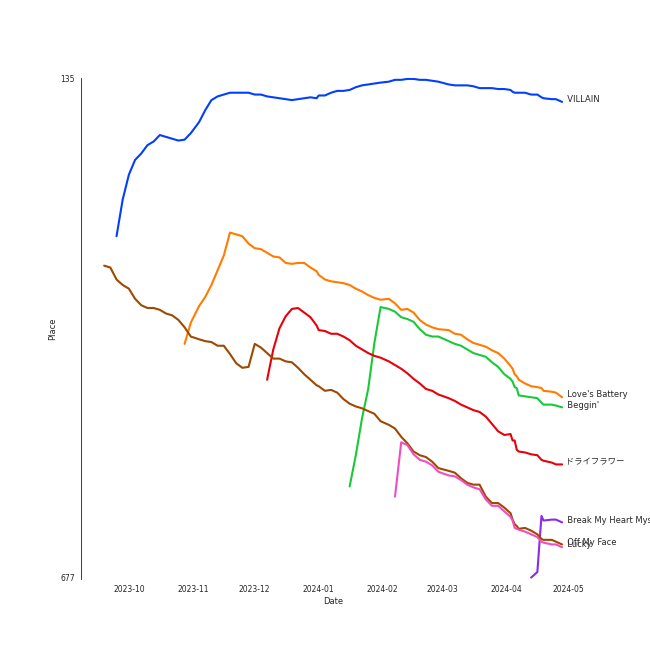 135
VILLAIN
Place
Love's Battery
Beggin'
ドライフラワー
Break My Heart Mys
Off My Face
Lucky
677
2023-10 2023-11 2023-12 2024-01 2024-02 2024-03 2024-04 2024-05
Date